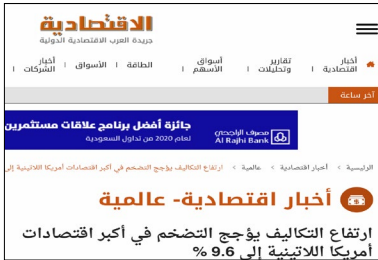 الاقتصادية
جريدة العرب الاقتصادية الدولية
أخبار اقتصادية | تقارير وتحليلات | أسواق الأسهم | الطاقة | الأسواق | أخبار الشركات |
آخر ساعة
جائزة أفضل برنامج علاقات مستثمرين
لعام 2020 من تداول السعودية
مصرف الراجحي
Al Rajhi Bank
الرئيسية > أخبار اقتصادية > عالمية > ارتفاع التكاليف يؤجج التضخم في أكبر اقتصادات أمريكا اللاتينية إلى
أخبار اقتصادية- عالمية
ارتفاع التكاليف يؤجج التضخم في أكبر اقتصادات
أمريكا اللاتينية إلى 9.6 %